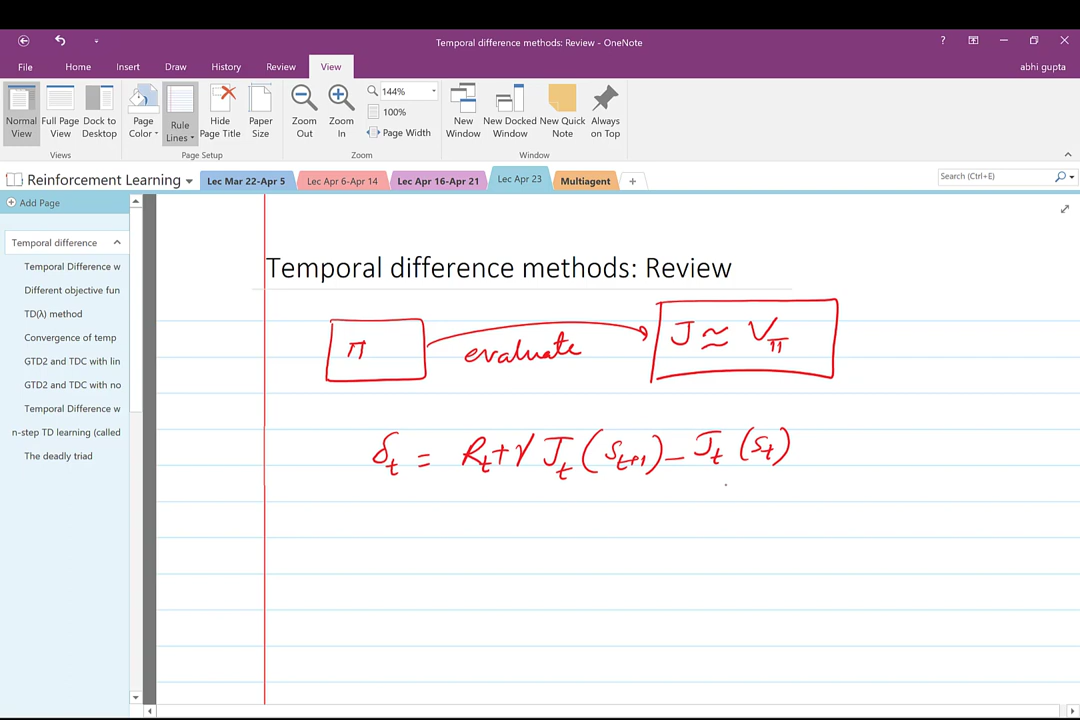 Temporal difference methods: Review - OneNote
?
abhi gupta
File Home Insert Draw History Review View
144%
100%
Page Width
Normal View
Full Page View
Dock to Desktop
Page Color
Rule Lines
Hide Page Title
Paper Size
Zoom Out
Zoom In
New Window
New Docked Window
New Quick Note
Always on Top
Views Page Setup Zoom Window
Reinforcement Learning Lec Mar 22-Apr 5 Lec Apr 6-Apr 14 Lec Apr 16-Apr 21 Lec Apr 23 Multiagent + Search (Ctrl+E)
Add Page
Temporal difference
Temporal Difference w
Different objective fun
TD(λ) method
Convergence of temp
GTD2 and TDC with lin
GTD2 and TDC with no
Temporal Difference w
n-step TD learning (called
The deadly triad
Temporal difference methods: Review
π evaluate J ≃ V_π
δ_t = R_t + γ J_t (S_{t+1}) - J_t (S_t)